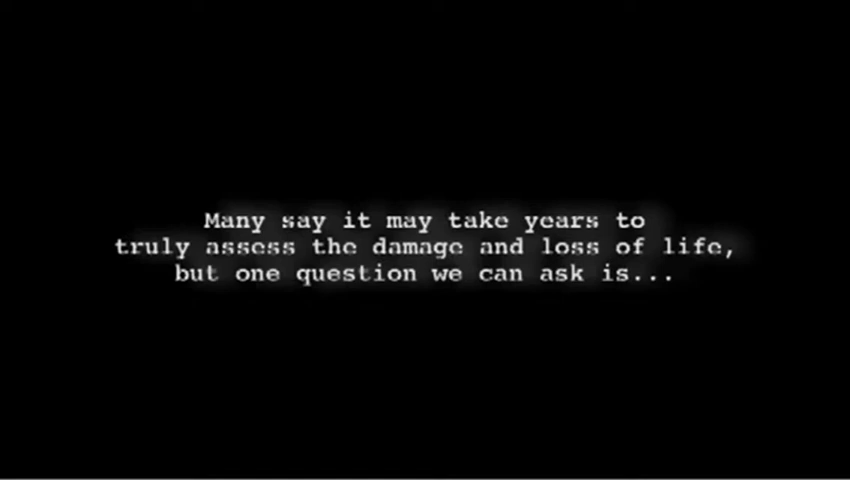 Many say it may take years to
truly assess the damage and loss of life,
but one question we can ask is...